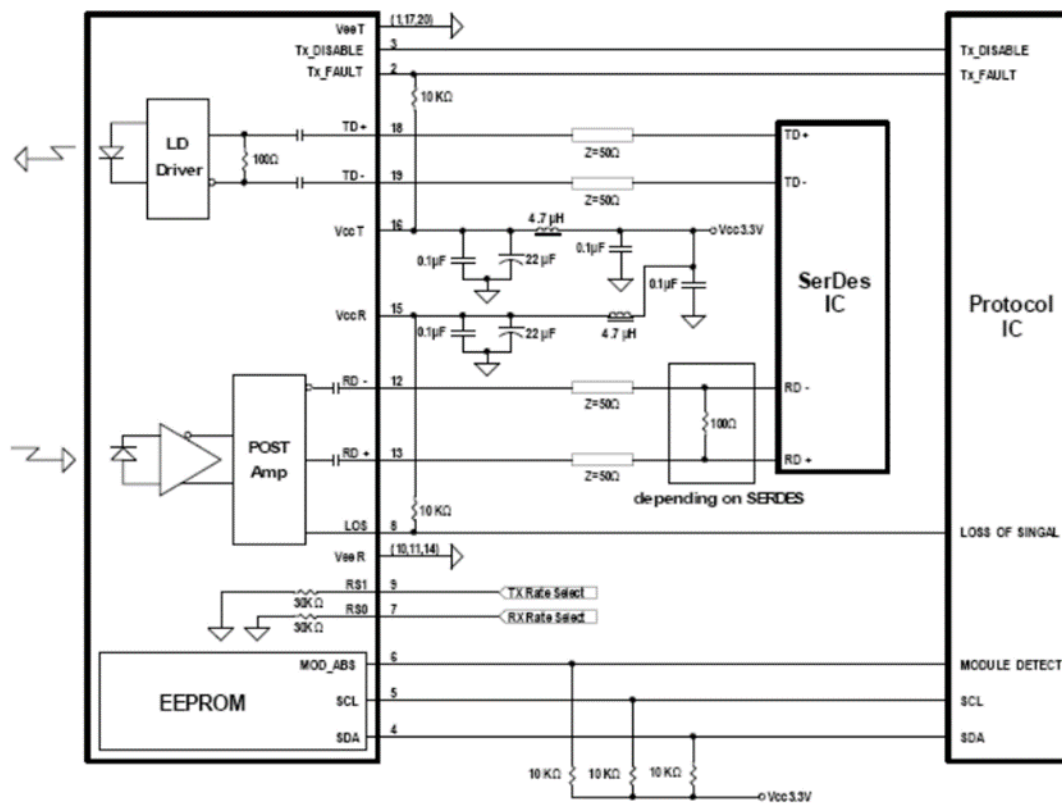 VeeT
(1,17,20)
Tx_DISABLE
3
Tx_DISABLE
Tx_FAULT
2
Tx_FAULT
10 KΩ
LD
Driver
100Ω
TD+
18
Z=50Ω
TD+
TD -
19
Z=50Ω
TD-
VccT
16
4.7 µH
Vcc3.3V
0.1µF
22 µF
0.1µF
0.1µF
SerDes
IC
Protocol
IC
VccR
15
0.1µF
22 µF
4.7 µH
RD -
12
Z=50Ω
RD -
100Ω
POST
Amp
RD +
13
Z=50Ω
RD +
depending on SERDES
10 KΩ
LOS
8
LOSS OF SINGAL
VeeR
(10,11,14)
RS1
9
TX Rate Select
30KΩ
RS0
7
RX Rate Select
30KΩ
MOD_ABS
6
MODULE DETECT
EEPROM
SCL
5
SCL
SDA
4
SDA
10 KΩ
10 KΩ
10 KΩ
Vcc3.3V